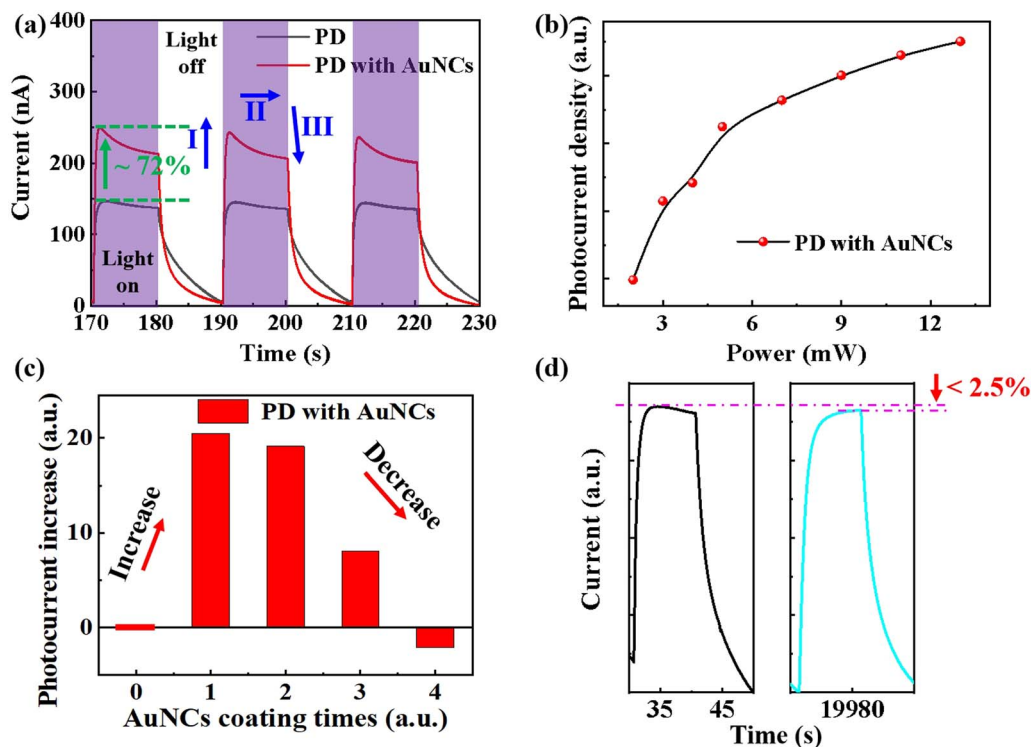 (a)
400
300
200
100
0
Current (nA)
Light
off
PD
PD with AuNCs
I
II
III
~ 72%
Light
on
170 180 190 200 210 220 230
Time (s)
(b)
Photocurrent density (a.u.)
PD with AuNCs
3 6 9 12
Power (mW)
(c)
Photocurrent increase (a.u.)
20
10
0
PD with AuNCs
Increase
Decrease
0 1 2 3 4
AuNCs coating times (a.u.)
(d)
< 2.5%
Current (a.u.)
35 45 19980
Time (s)